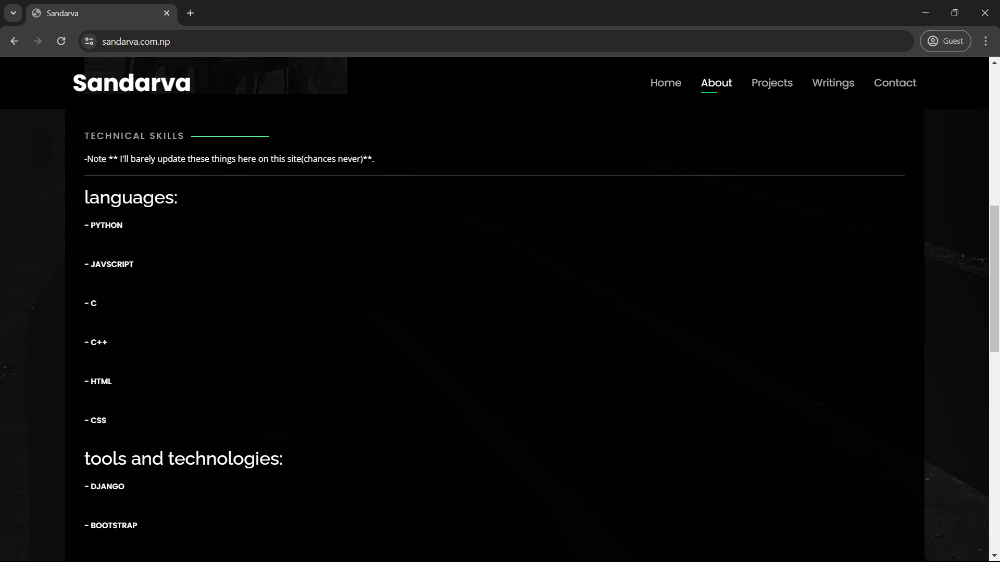 Sandarva
sandarva.com.np
Guest
Sandarva
Home About Projects Writings Contact
TECHNICAL SKILLS
-Note ** I'll barely update these things here on this site(chances never)**.
languages:
- PYTHON
- JAVSCRIPT
- C
- C++
- HTML
- CSS
tools and technologies:
- DJANGO
- BOOTSTRAP